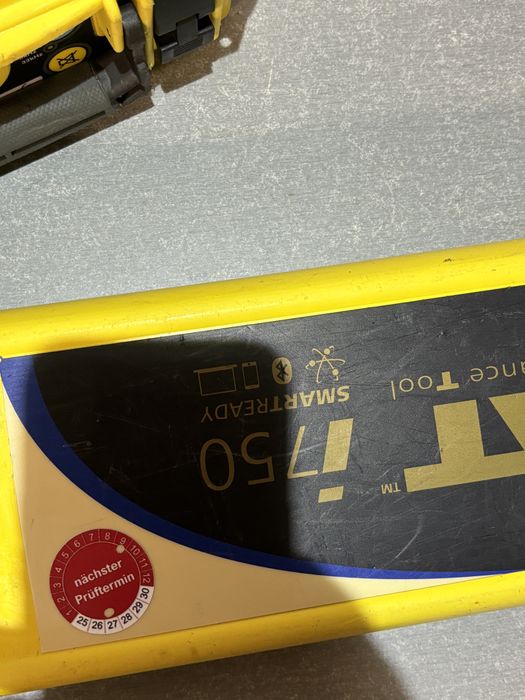 AT™ i750
ance Tool
SMARTREADY
1 2 3 4 5 6 7 8 9 10 11 12
nächster
Prüftermin
25 26 27 28 29 30